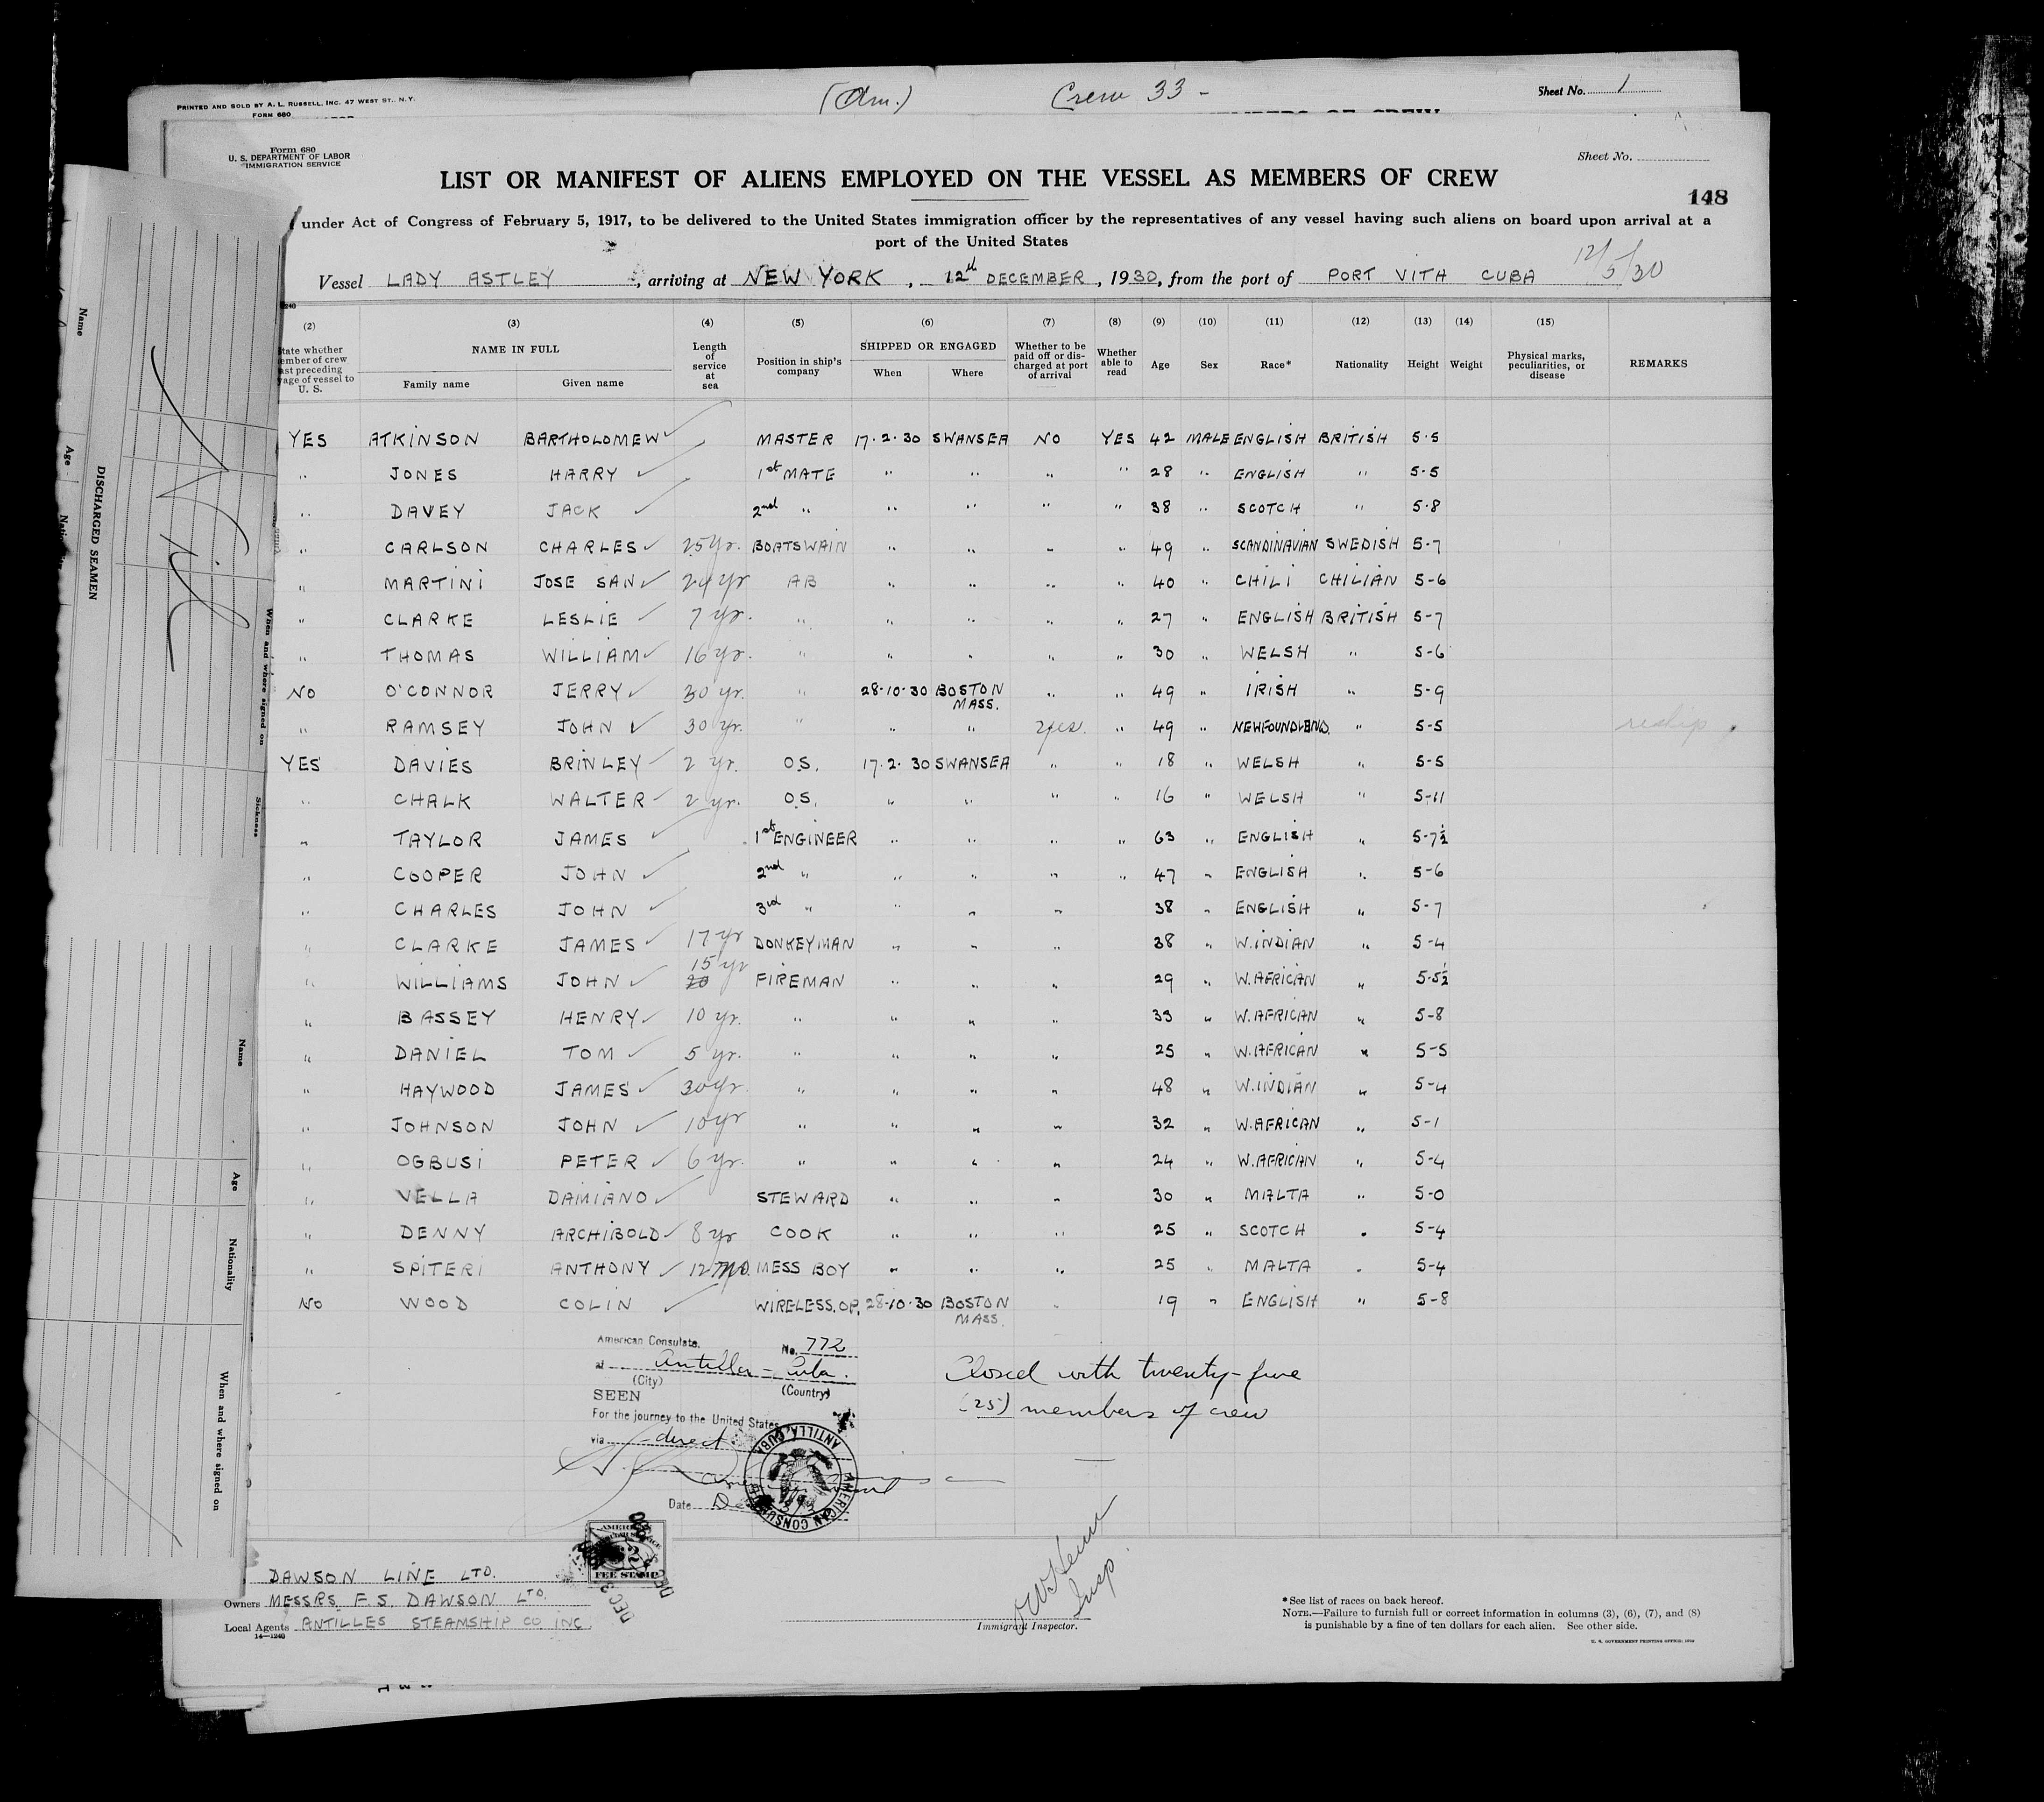 PRINTED AND SOLD BY A. L. RUSSELL, INC. 47 WEST ST., N.Y.
FORM 680
(Am.) Crew 33 - Sheet No. 1
Form 680
U. S. DEPARTMENT OF LABOR
IMMIGRATION SERVICE
Sheet No.
LIST OR MANIFEST OF ALIENS EMPLOYED ON THE VESSEL AS MEMBERS OF CREW
148
under Act of Congress of February 5, 1917, to be delivered to the United States immigration officer by the representatives of any vessel having such aliens on board upon arrival at a
port of the United States
12/5/30
Vessel LADY ASTLEY, arriving at NEW YORK, 12th DECEMBER, 1930, from the port of PORT VITH CUBA
(2) (3) (4) (5) (6) (7) (8) (9) (10) (11) (12) (13) (14) (15)
NAME IN FULL
Family name Given name
Length of service at sea
Position in ship's company
SHIPPED OR ENGAGED
When Where
Whether to be paid off or discharged at port of arrival
Whether able to read
Age Sex Race* Nationality Height Weight
Physical marks, peculiarities, or disease
REMARKS
YES ATKINSON BARTHOLOMEW MASTER 17.2.30 SWANSEA NO YES 42 MALE ENGLISH BRITISH 5.5
" JONES HARRY 1st MATE " " " " 28 " ENGLISH " 5.5
" DAVEY JACK 2nd " " " " " 38 " SCOTCH " 5.8
" CARLSON CHARLES 25 yr. BOATSWAIN " " " " 49 " SCANDINAVIAN SWEDISH 5-7
" MARTINI JOSE SAN 24 yr AB " " " " 40 " CHILI CHILIAN 5-6
" CLARKE LESLIE 7 yr. " " " " " 27 " ENGLISH BRITISH 5-7
" THOMAS WILLIAM 16 yr. " " " " " 30 " WELSH " 5-6
NO O'CONNOR JERRY 30 yr. " 28-10-30 BOSTON MASS. " " 49 " IRISH " 5-9
" RAMSEY JOHN 30 yr. " " " yes. " 49 " NEWFOUNDLAND. " 5-5 reship
YES DAVIES BRINLEY 2 yr. O.S. 17.2.30 SWANSEA " " 18 " WELSH " 5-5
" CHALK WALTER 2 yr. O.S. " " " " 16 " WELSH " 5-11
" TAYLOR JAMES 1st ENGINEER " " " " 63 " ENGLISH " 5-7½
" COOPER JOHN 2nd " " " " " 47 " ENGLISH " 5-6
" CHARLES JOHN 3rd " " " " 38 " ENGLISH " 5-7
" CLARKE JAMES 17 yr DONKEYMAN " " " 38 " W.INDIAN " 5-4
" WILLIAMS JOHN 20 15 yr FIREMAN " " " 29 " W.AFRICAN " 5-5½
" BASSEY HENRY 10 yr. " " " " 33 " W.AFRICAN " 5-8
" DANIEL TOM 5 yr. " " " " 25 " W.AFRICAN " 5-5
" HAYWOOD JAMES 30 yr. " " " " 48 " W.INDIAN " 5-4
" JOHNSON JOHN 10 yr " " " " 32 " W.AFRICAN " 5-1
" OGBUSI PETER 6 yr. " " " " 24 " W.AFRICAN " 5-4
" VELLA DAMIANO STEWARD " " " 30 " MALTA " 5-0
" DENNY ARCHIBOLD 8 yr COOK " " " 25 " SCOTCH " 5-4
" SPITERI ANTHONY 12 mo. MESS BOY " " " 25 " MALTA " 5-4
NO WOOD COLIN WIRELESS.OP. 28-10-30 BOSTON MASS. " 19 " ENGLISH " 5-8
American Consulate. No. 772
at Antilla - Cuba.
(City) (Country)
SEEN
For the journey to the United States
via direct
Date
AMERICAN CONSULATE ANTILLA, CUBA
FEE STAMP
Closed with twenty-five
(25) members of crew
DAWSON LINE LTD.
Owners MESSRS F.S. DAWSON LTD.
Local Agents ANTILLES STEAMSHIP CO INC.
14-1240
Insp.
Immigrant Inspector.
*See list of races on back hereof.
NOTE.—Failure to furnish full or correct information in columns (3), (6), (7), and (8)
is punishable by a fine of ten dollars for each alien. See other side.
DISCHARGED SEAMEN
Name Age When and where signed on
Nil
Sickness
Name Age Nationality When and where signed on